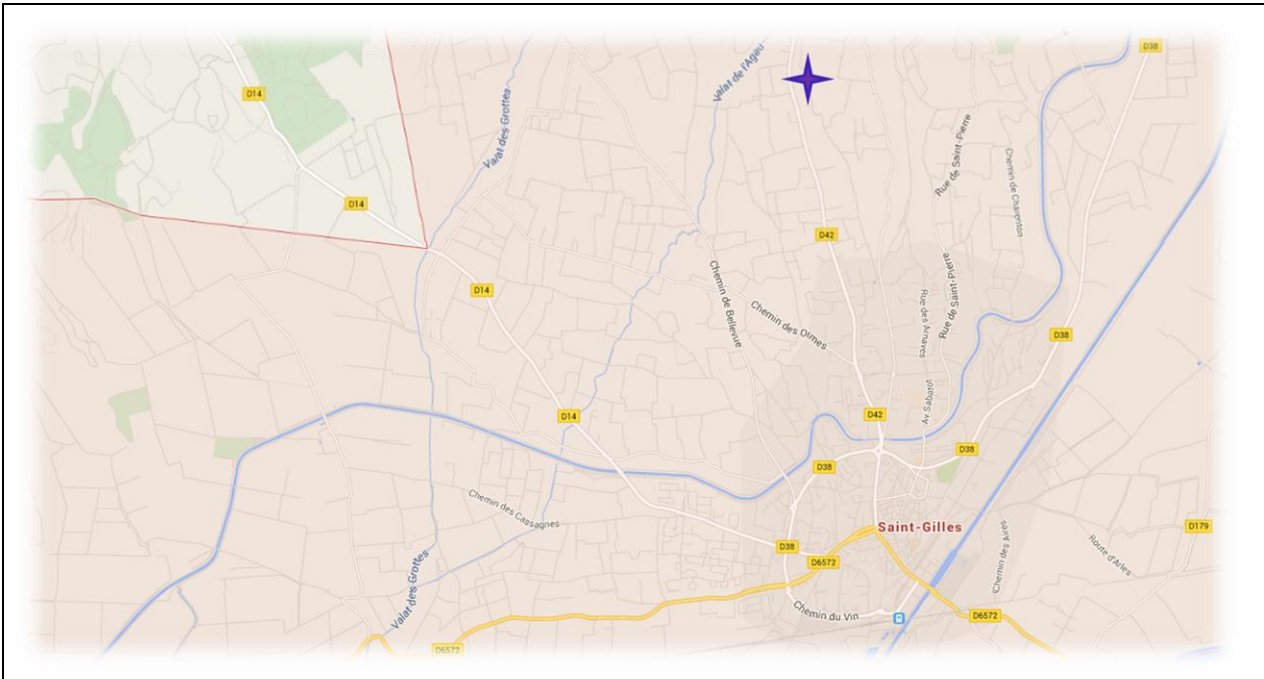 D38
Valat de l'Agau
D14
Valat des Grottes
Rue de Saint-Pierre
Chemin de Charenton
D14
D42
D14
Chemin de Bellevue
Rue de Saint-Pierre
Rue des Arnaves
Chemin des Olmes
D38
Av Sabatot
D14
D42
D38
D38
Chemin des Cassagnes
Saint-Gilles
D179
D38
Chemin des Aires
Route d'Arles
D6572
Valat des Grottes
Chemin du Vin
D6572
D6572